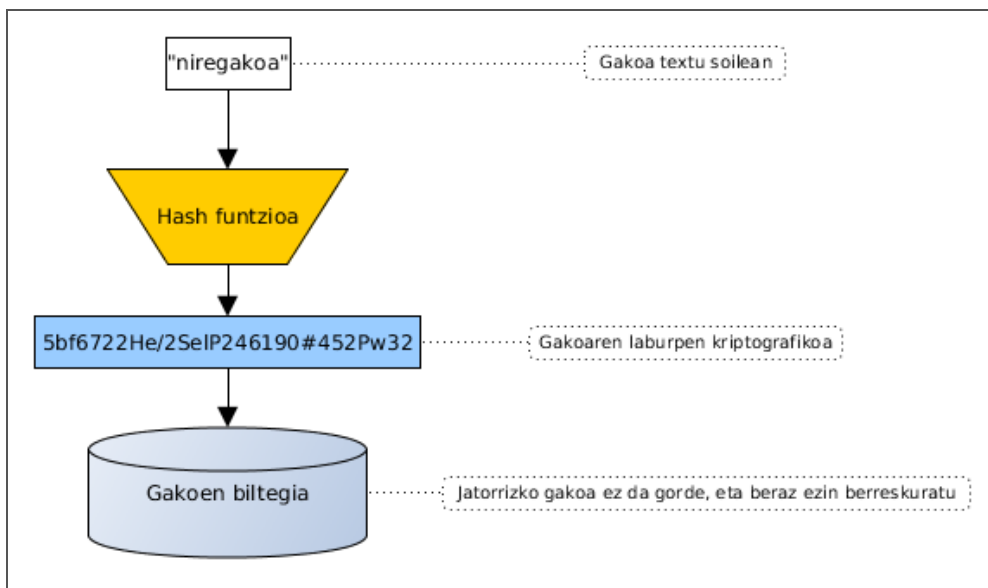 "niregakoa"
Gakoa textu soilean
Hash funtzioa
5bf6722He/2SelP246190#452Pw32
Gakoaren laburpen kriptografikoa
Gakoen biltegia
Jatorrizko gakoa ez da gorde, eta beraz ezin berreskuratu